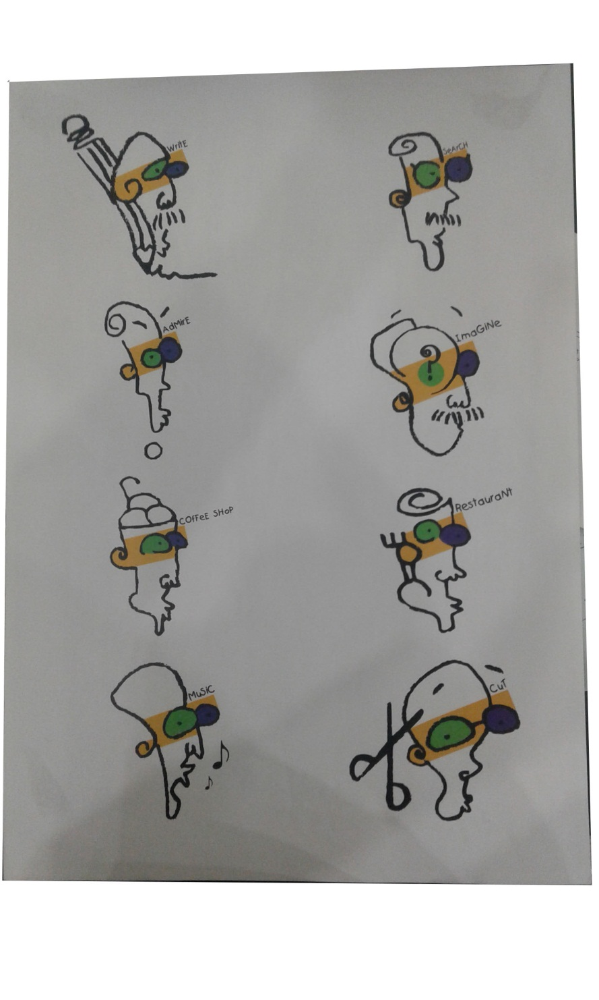 WrItE
SeArCH
AdMIrE
ImaGINe
COfFeE SHoP
RestauraNt
MuSIC
CuT